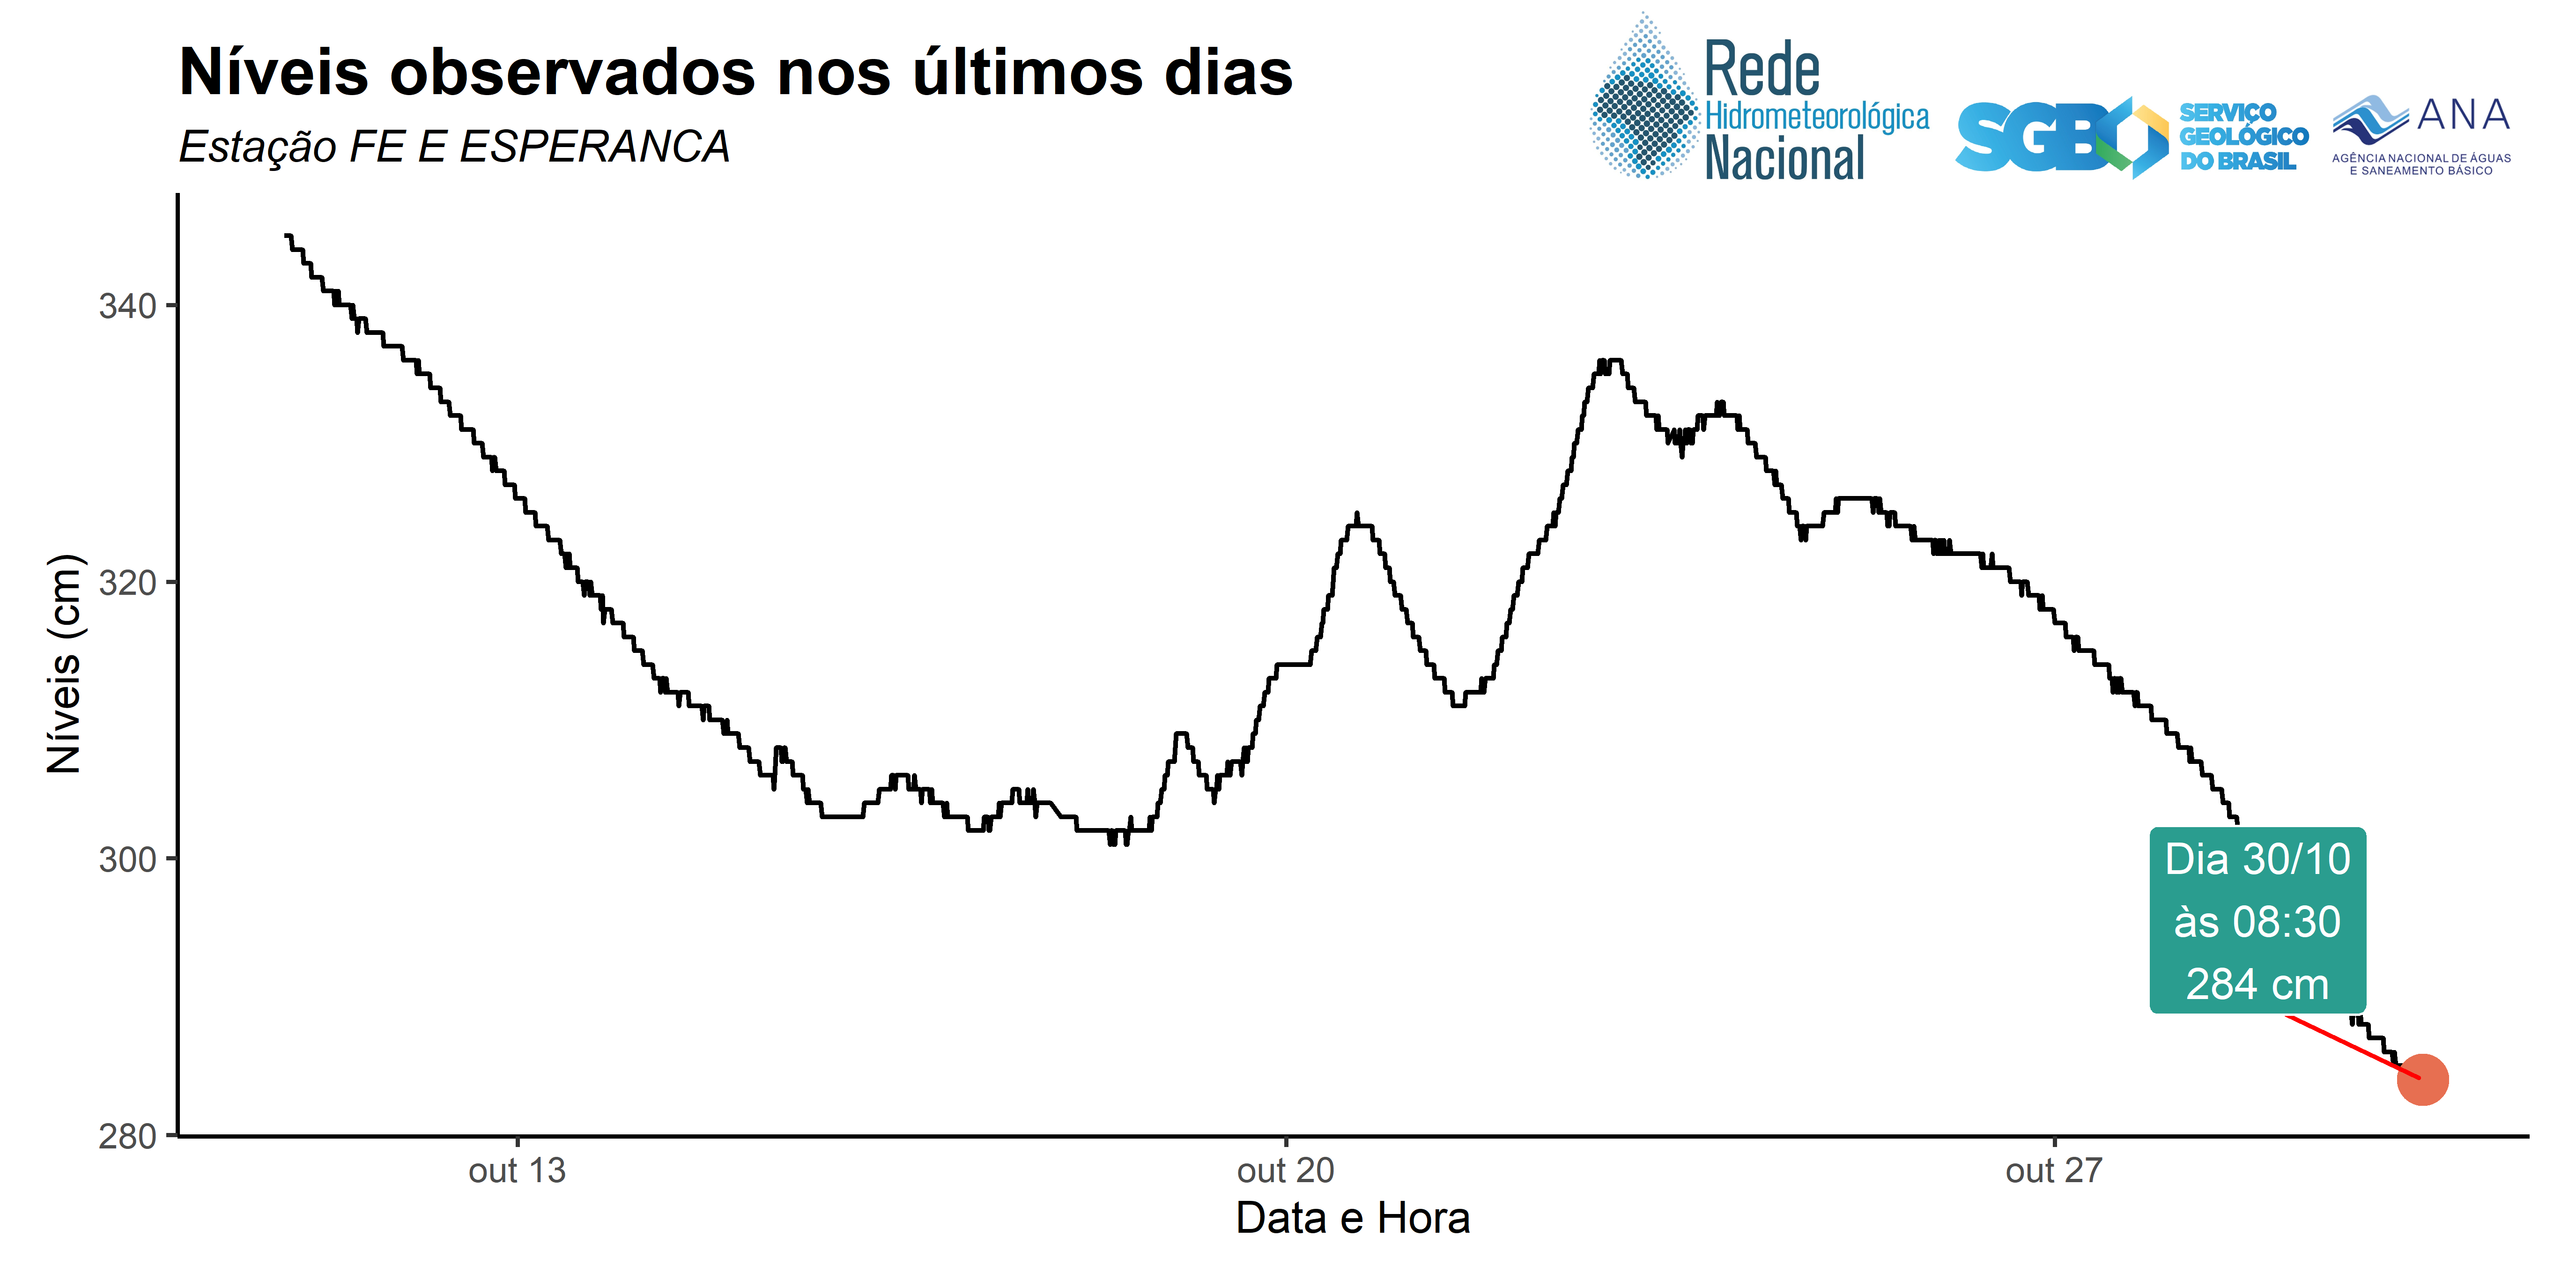 Níveis observados nos últimos dias
Estação FE E ESPERANCA
Rede
Hidrometeorológica
Nacional
SGB
SERVIÇO
GEOLÓGICO
DO BRASIL
ANA
AGÊNCIA NACIONAL DE ÁGUAS
E SANEAMENTO BÁSICO
Níveis (cm)
340
320
300
280
Dia 30/10
às 08:30
284 cm
out 13
out 20
out 27
Data e Hora